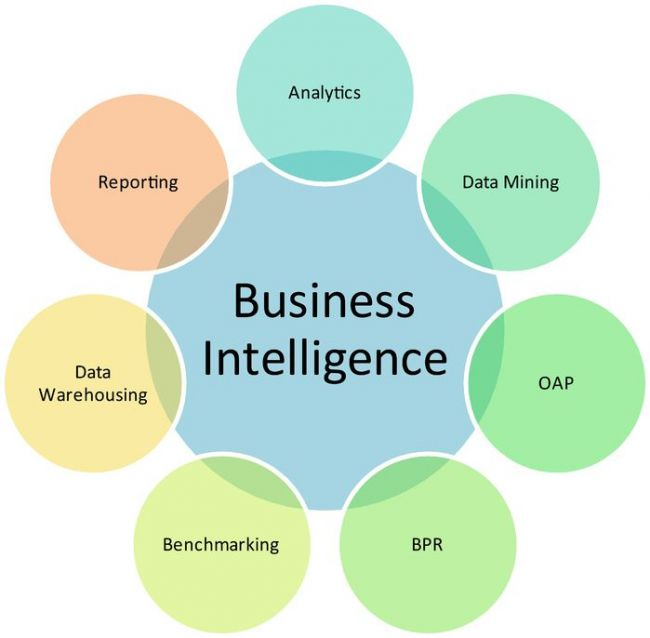 Analytics
Data Mining
OAP
BPR
Benchmarking
Data
Warehousing
Reporting
Business
Intelligence